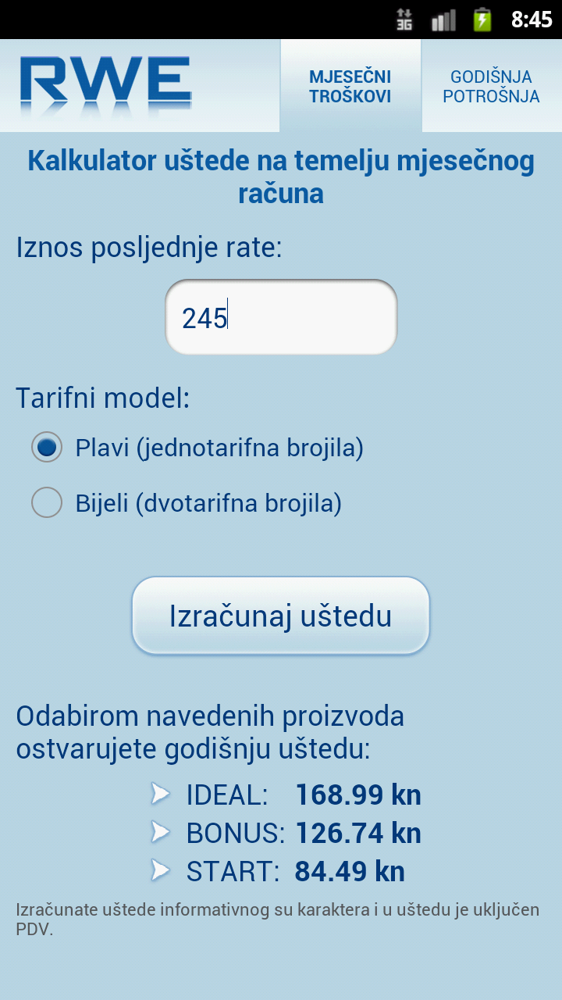 3G 8:45
RWE
MJESEČNI
TROŠKOVI
GODIŠNJA
POTROŠNJA
Kalkulator uštede na temelju mjesečnog
računa
Iznos posljednje rate:
245
Tarifni model:
Plavi (jednotarifna brojila)
Bijeli (dvotarifna brojila)
Izračunaj uštedu
Odabirom navedenih proizvoda
ostvarujete godišnju uštedu:
IDEAL: 168.99 kn
BONUS: 126.74 kn
START: 84.49 kn
Izračunate uštede informativnog su karaktera i u uštedu je uključen
PDV.